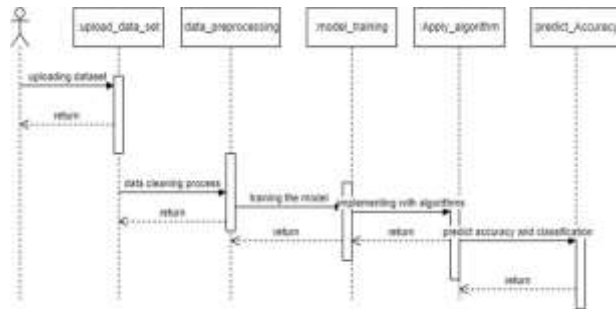 :upload_data_set
data_preprocessing
:model_training
:Apply_algorithm
predict_Accuracy
uploading dataset
return
data cleaning process
training the model
implementing with algorithms
return
return
return
predict accuracy and classification
return